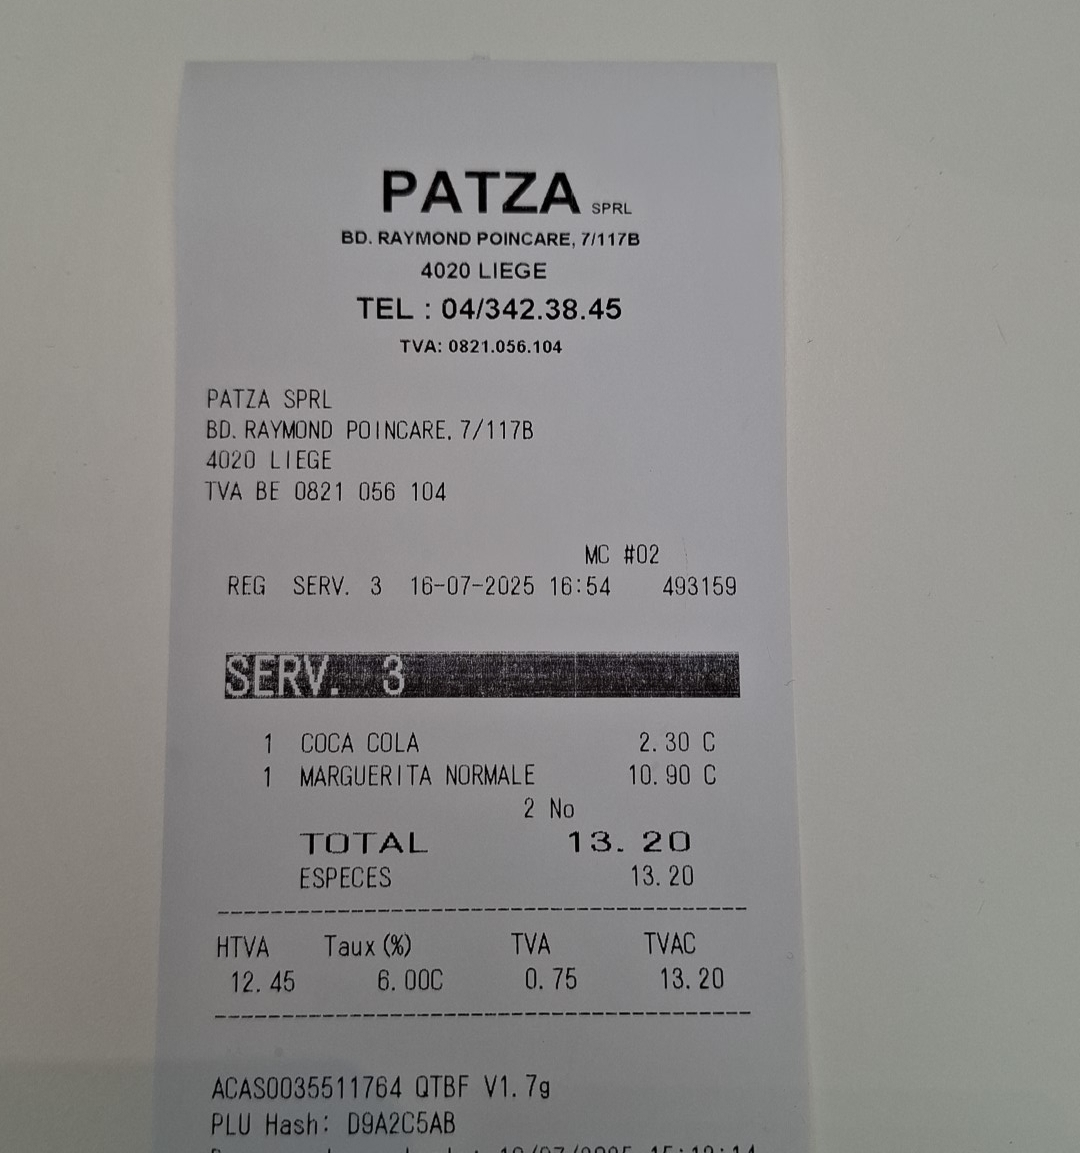 PATZA SPRL
BD. RAYMOND POINCARE, 7/117B
4020 LIEGE
TEL : 04/342.38.45
TVA: 0821.056.104
PATZA SPRL
BD. RAYMOND POINCARE, 7/117B
4020 LIEGE
TVA BE 0821 056 104
MC #02
REG SERV. 3 16-07-2025 16:54 493159
SERV. 3
1 COCA COLA 2.30 C
1 MARGUERITA NORMALE 10.90 C
2 No
TOTAL 13.20
ESPECES 13.20
HTVA Taux (%) TVA TVAC
12.45 6.00C 0.75 13.20
ACAS0035511764 QTBF V1.7g
PLU Hash: D9A2C5AB